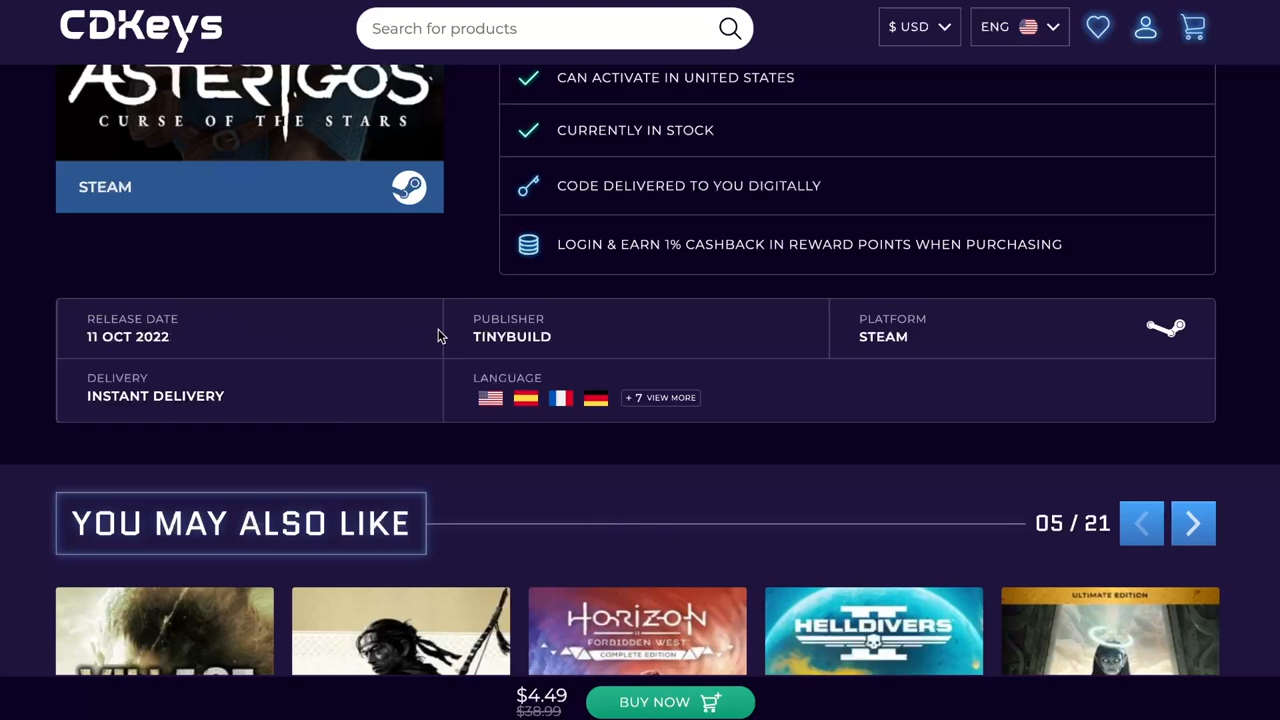 CDKeys
Search for products
$ USD
ENG
ASTERIGOS
CURSE OF THE STARS
STEAM
CAN ACTIVATE IN UNITED STATES
CURRENTLY IN STOCK
CODE DELIVERED TO YOU DIGITALLY
LOGIN & EARN 1% CASHBACK IN REWARD POINTS WHEN PURCHASING
RELEASE DATE
11 OCT 2022
PUBLISHER
TINYBUILD
PLATFORM
STEAM
DELIVERY
INSTANT DELIVERY
LANGUAGE
+ 7 VIEW MORE
YOU MAY ALSO LIKE
05 / 21
VILLAGE
HORIZON
FORBIDDEN WEST
COMPLETE EDITION
HELLDIVERS
II
ULTIMATE EDITION
$4.49
$38.99
BUY NOW